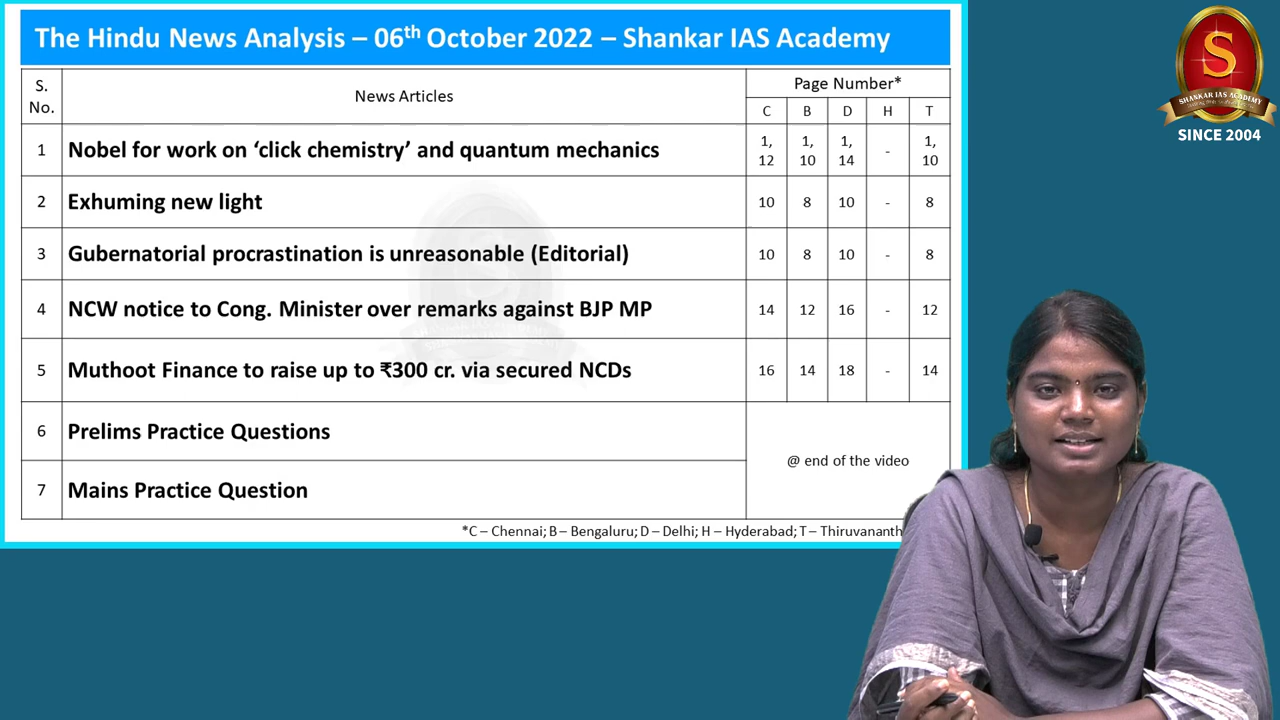 The Hindu News Analysis – 06th October 2022 – Shankar IAS Academy
S. No. News Articles Page Number*
C B D H T
1 Nobel for work on ‘click chemistry’ and quantum mechanics 1, 12 1, 10 1, 14 - 1, 10
2 Exhuming new light 10 8 10 - 8
3 Gubernatorial procrastination is unreasonable (Editorial) 10 8 10 - 8
4 NCW notice to Cong. Minister over remarks against BJP MP 14 12 16 - 12
5 Muthoot Finance to raise up to ₹300 cr. via secured NCDs 16 14 18 - 14
6 Prelims Practice Questions
@ end of the video
7 Mains Practice Question
*C – Chennai; B – Bengaluru; D – Delhi; H – Hyderabad; T – Thiruvananth
S
SHANKAR IAS ACADEMY
SINCE 2004